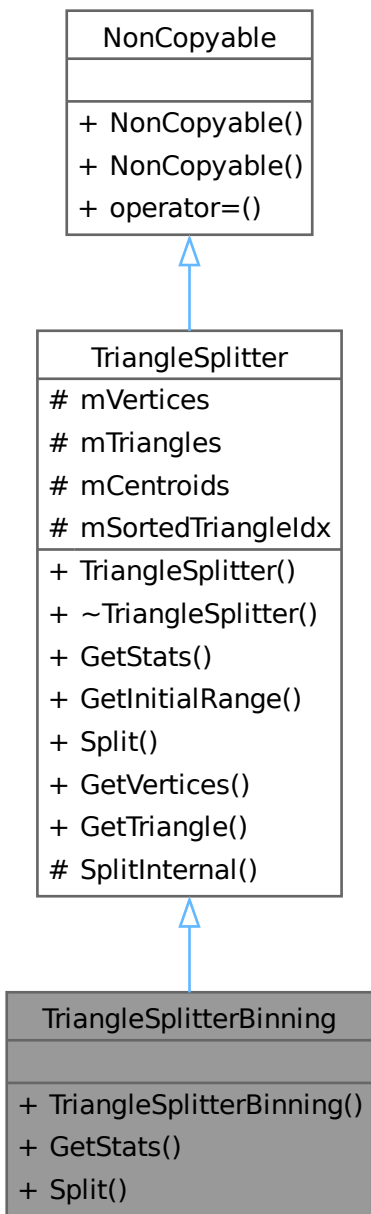 NonCopyable
+ NonCopyable()
+ NonCopyable()
+ operator=()
TriangleSplitter
# mVertices
# mTriangles
# mCentroids
# mSortedTriangleIdx
+ TriangleSplitter()
+ ~TriangleSplitter()
+ GetStats()
+ GetInitialRange()
+ Split()
+ GetVertices()
+ GetTriangle()
# SplitInternal()
TriangleSplitterBinning
+ TriangleSplitterBinning()
+ GetStats()
+ Split()